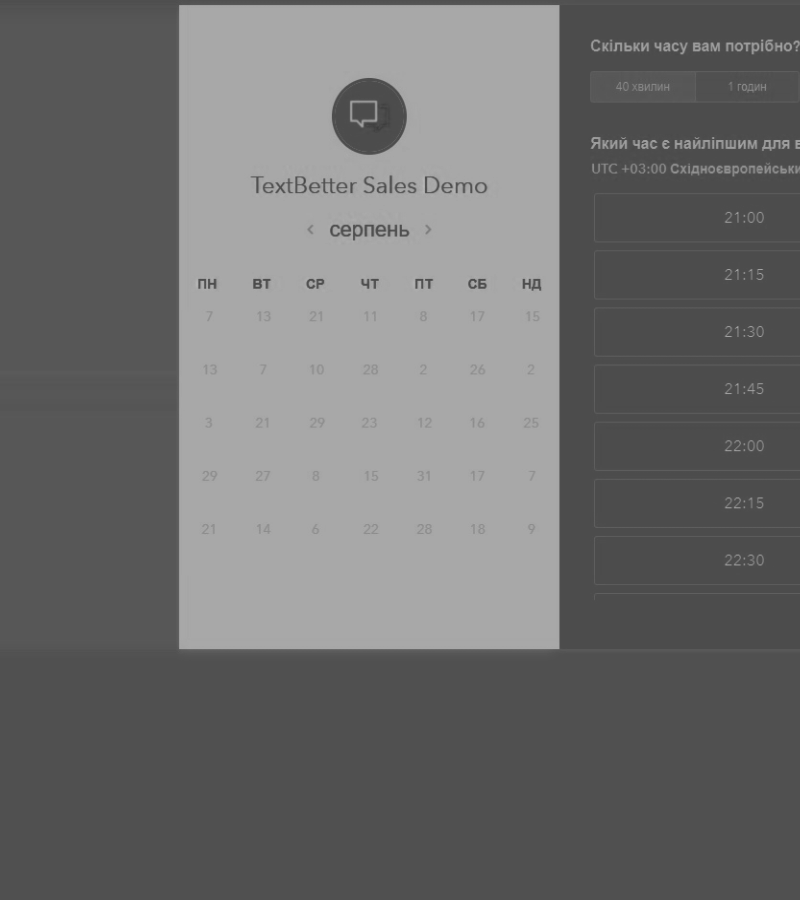 TextBetter Sales Demo
серпень
ПН ВТ СР ЧТ ПТ СБ НД
7 13 21 11 8 17 15
13 7 10 28 2 26 2
3 21 29 23 12 16 25
29 27 8 15 31 17 7
21 14 6 22 28 18 9
Скільки часу вам потрібно?
40 хвилин 1 годин
Який час є найліпшим для
UTC +03:00
21:00
21:15
21:30
21:45
22:00
22:15
22:30